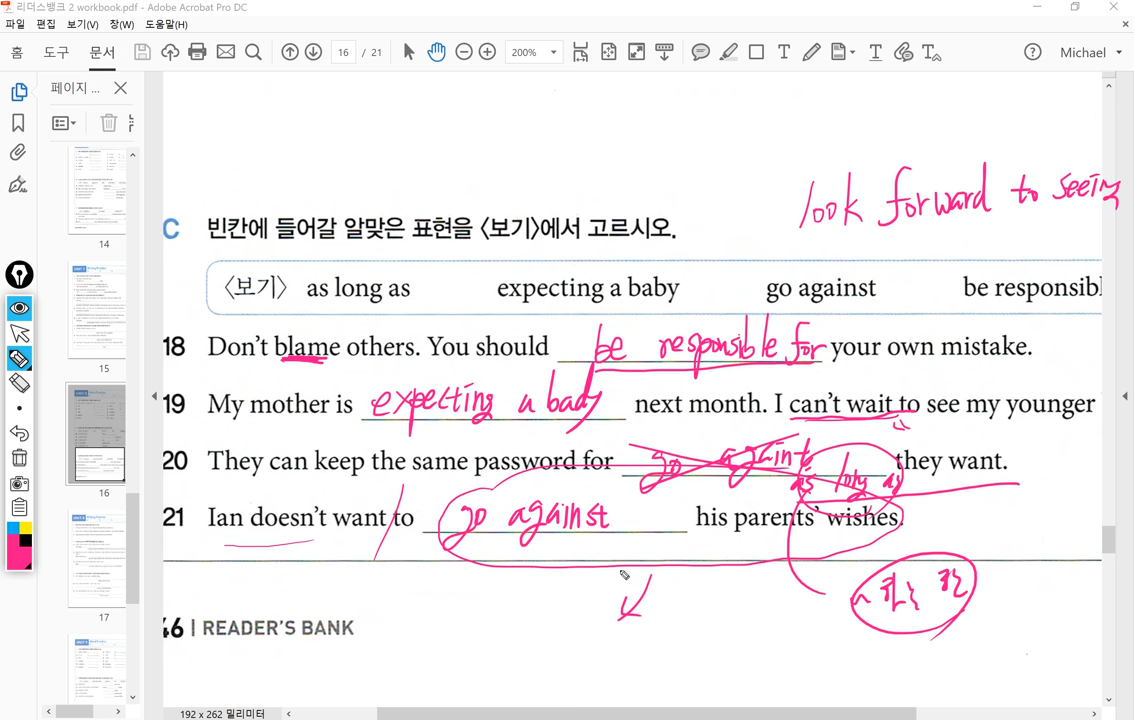 리더스뱅크 2 workbook.pdf - Adobe Acrobat Pro DC
파일 편집 보기(V) 창(W) 도움말(H)
홈 도구 문서 16 / 21 200% Michael
페이지 ...
look forward to seeing
14
C 빈칸에 들어갈 알맞은 표현을 〈보기〉에서 고르시오.
〈보기〉 as long as expecting a baby go against be responsibl
18 Don't blame others. You should be responsible for your own mistake.
15
19 My mother is expecting a bady next month. I can't wait to see my younger
20 They can keep the same password for go againt as long as they want.
16
21 Ian doesn't want to go against his parents' wishes.
~ 하는 한
17
46 | READER'S BANK
192 x 262 밀리미터